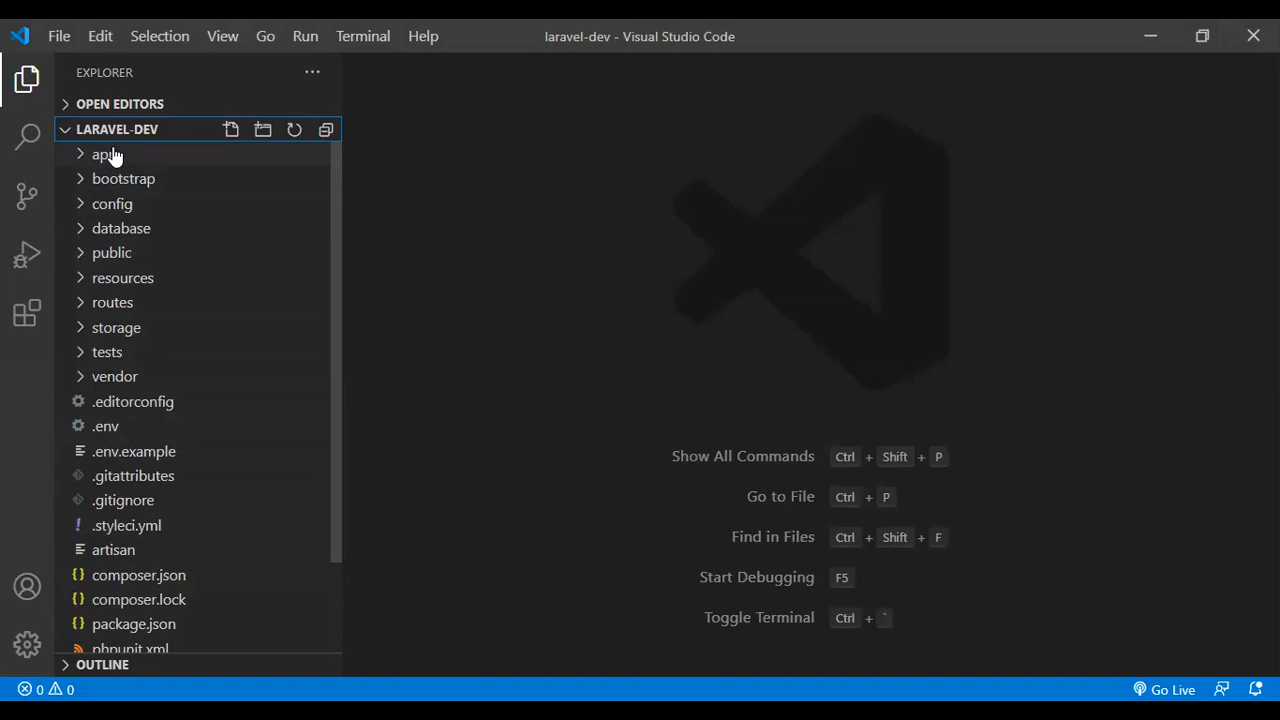 File Edit Selection View Go Run Terminal Help laravel-dev - Visual Studio Code
EXPLORER
OPEN EDITORS
LARAVEL-DEV
bootstrap
config
database
public
resources
routes
storage
tests
vendor
.editorconfig
.env
.env.example
.gitattributes
.gitignore
.styleci.yml
artisan
composer.json
composer.lock
package.json
phpunit.xml
OUTLINE
Show All Commands Ctrl + Shift + P
Go to File Ctrl + P
Find in Files Ctrl + Shift + F
Start Debugging F5
Toggle Terminal Ctrl + `
0 0 Go Live